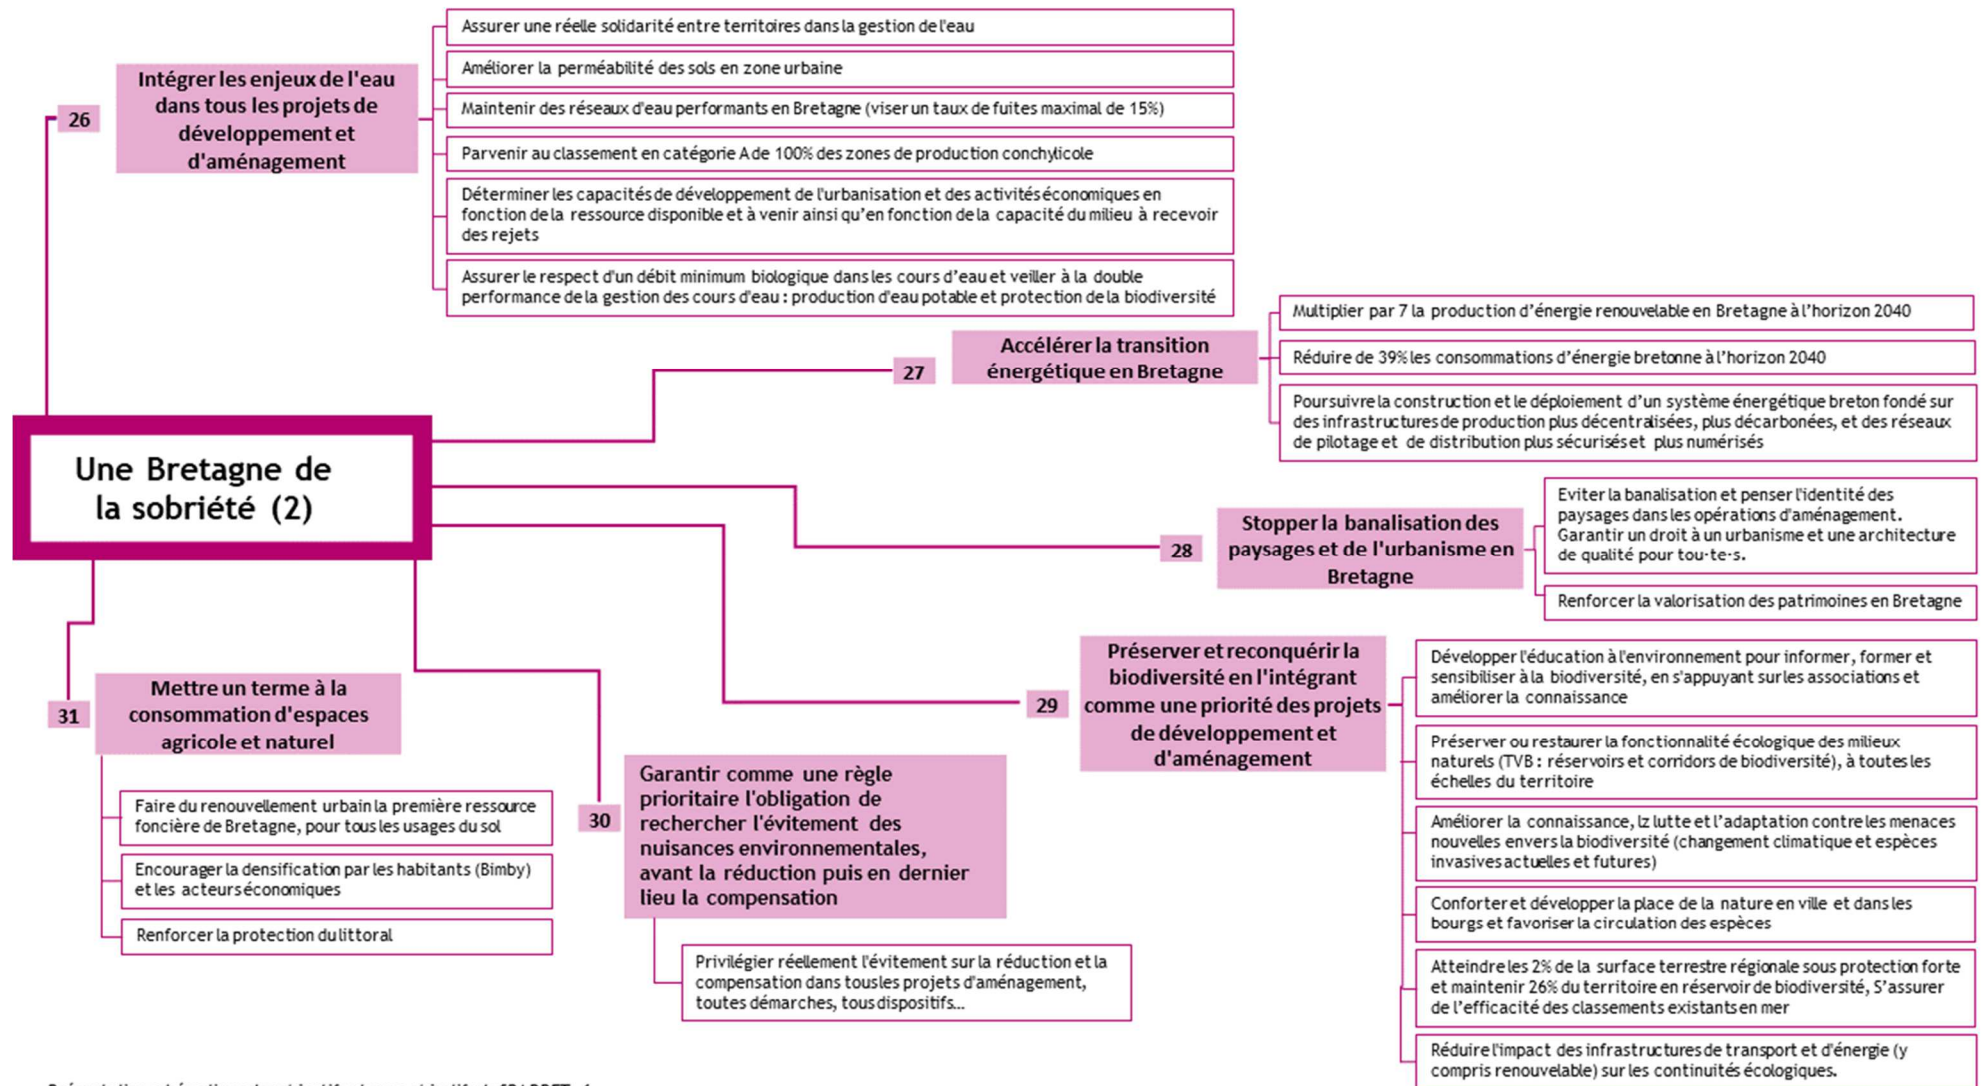 26
Intégrer les enjeux de l'eau
dans tous les projets de
développement et
d'aménagement
Assurer une réelle solidarité entre territoires dans la gestion de l'eau
Améliorer la perméabilité des sols en zone urbaine
Maintenir des réseaux d'eau performants en Bretagne (viser un taux de fuites maximal de 15%)
Parvenir au classement en catégorie A de 100% des zones de production conchylicole
Déterminer les capacités de développement de l'urbanisation et des activités économiques en
fonction de la ressource disponible et à venir ainsi qu'en fonction de la capacité du milieu à recevoir
des rejets
Assurer le respect d'un débit minimum biologique dans les cours d'eau et veiller à la double
performance de la gestion des cours d'eau : production d'eau potable et protection de la biodiversité
27
Accélérer la transition
énergétique en Bretagne
Multiplier par 7 la production d'énergie renouvelable en Bretagne à l'horizon 2040
Réduire de 39% les consommations d'énergie bretonne à l'horizon 2040
Poursuivre la construction et le déploiement d'un système énergétique breton fondé sur
des infrastructures de production plus décentralisées, plus décarbonées, et des réseaux
de pilotage et de distribution plus sécurisés et plus numérisés
Une Bretagne de
la sobriété (2)
28
Stopper la banalisation des
paysages et de l'urbanisme en
Bretagne
Eviter la banalisation et penser l'identité des
paysages dans les opérations d'aménagement.
Garantir un droit à un urbanisme et une architecture
de qualité pour tou·te·s.
Renforcer la valorisation des patrimoines en Bretagne
29
Préserver et reconquérir la
biodiversité en l'intégrant
comme une priorité des projets
de développement et
d'aménagement
Développer l'éducation à l'environnement pour informer, former et
sensibiliser à la biodiversité, en s'appuyant sur les associations et
améliorer la connaissance
Préserver ou restaurer la fonctionnalité écologique des milieux
naturels (TVB : réservoirs et corridors de biodiversité), à toutes les
échelles du territoire
Améliorer la connaissance, lz lutte et l'adaptation contre les menaces
nouvelles envers la biodiversité (changement climatique et espèces
invasives actuelles et futures)
Conforter et développer la place de la nature en ville et dans les
bourgs et favoriser la circulation des espèces
Atteindre les 2% de la surface terrestre régionale sous protection forte
et maintenir 26% du territoire en réservoir de biodiversité, S'assurer
de l'efficacité des classements existants en mer
Réduire l'impact des infrastructures de transport et d'énergie (y
compris renouvelable) sur les continuités écologiques.
31
Mettre un terme à la
consommation d'espaces
agricole et naturel
Faire du renouvellement urbain la première ressource
foncière de Bretagne, pour tous les usages du sol
Encourager la densification par les habitants (Bimby)
et les acteurs économiques
Renforcer la protection du littoral
30
Garantir comme une règle
prioritaire l'obligation de
rechercher l'évitement des
nuisances environnementales,
avant la réduction puis en dernier
lieu la compensation
Privilégier réellement l'évitement sur la réduction et la
compensation dans tous les projets d'aménagement,
toutes démarches, tous dispositifs...